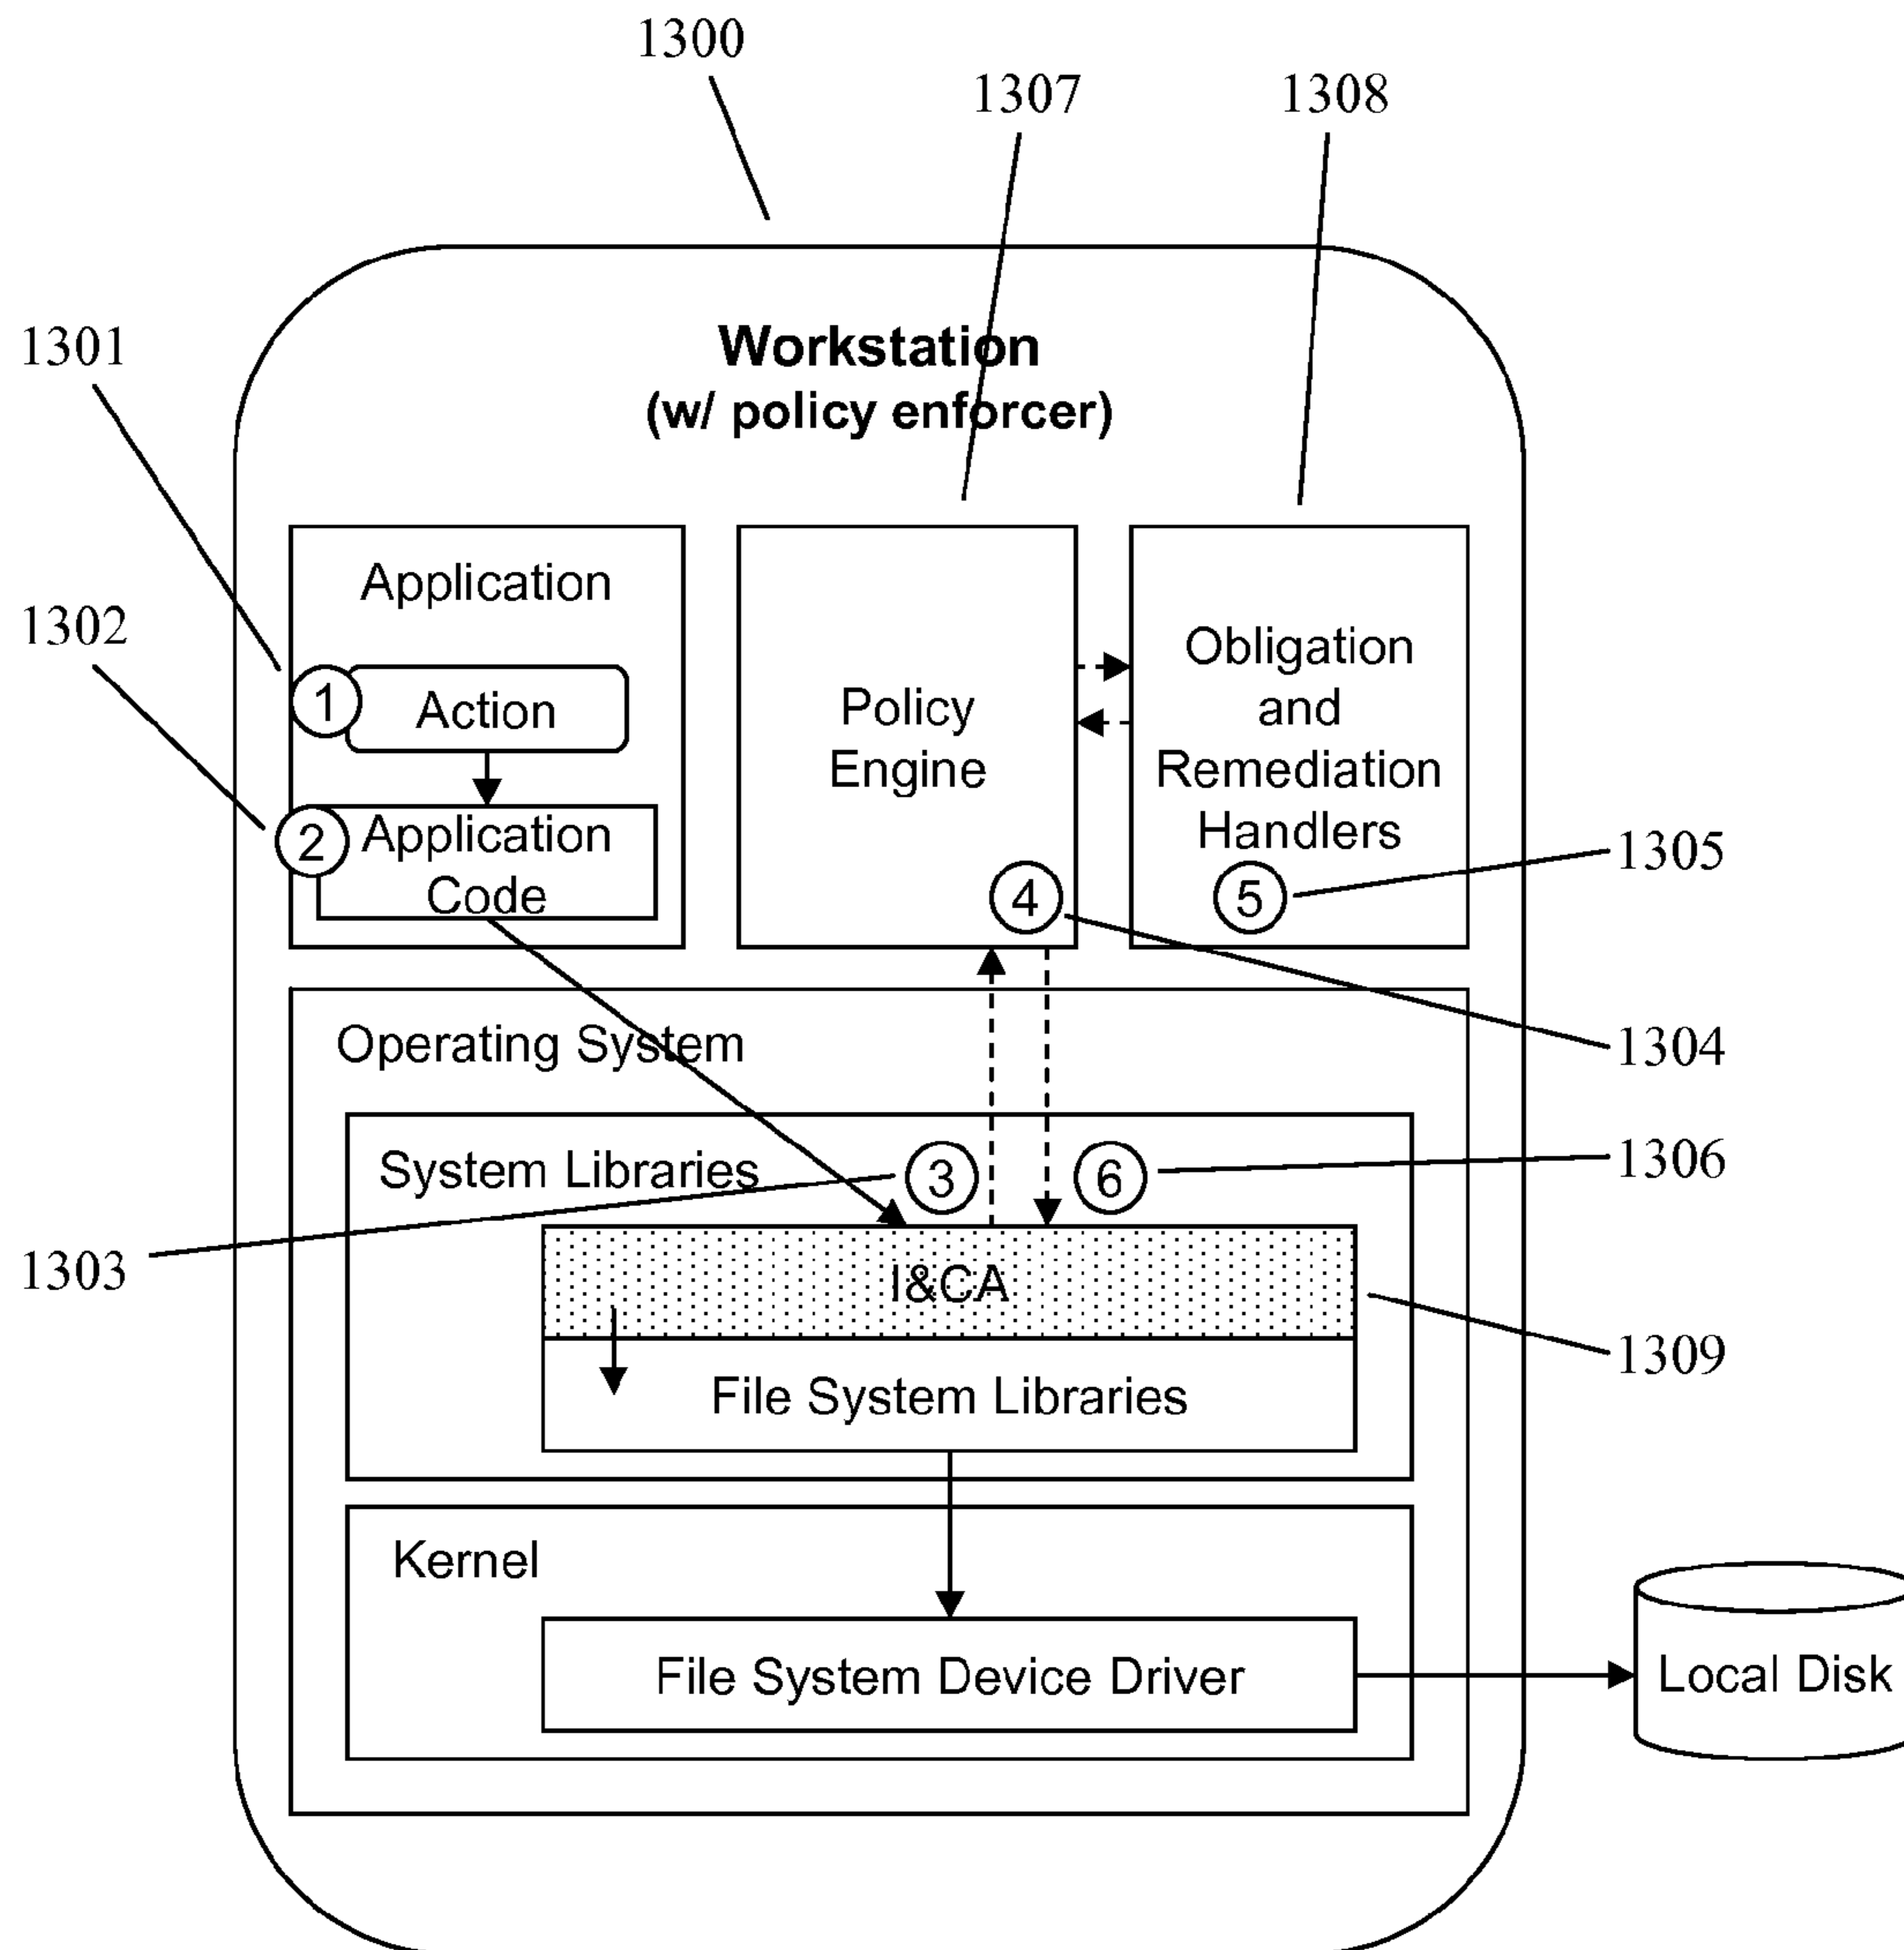 1300
1307
1308
Workstation
(w/ policy enforcer)
1301
1302
Application
1
Action
2
Application
Code
Policy
Engine
4
Obligation
and
Remediation
Handlers
5
1305
1304
Operating System
System Libraries
3
6
1306
1303
I&CA
1309
File System Libraries
Kernel
File System Device Driver
Local Disk